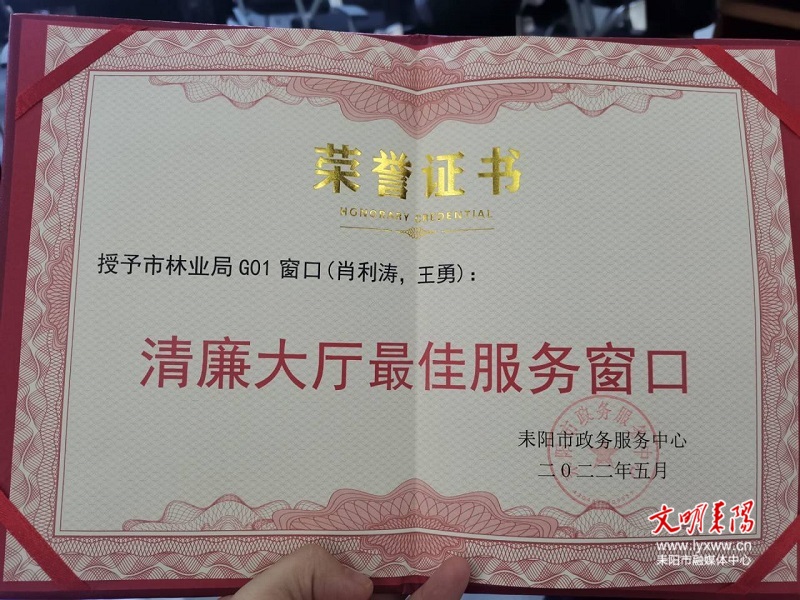 荣誉证书
HONORARY CREDENTIAL
授予市林业局 G01 窗口(肖利涛，王勇)：
清廉大厅最佳服务窗口
耒阳市政务服务中心
二〇二二年五月
文明耒阳
www.lyxww.cn
耒阳市融媒体中心